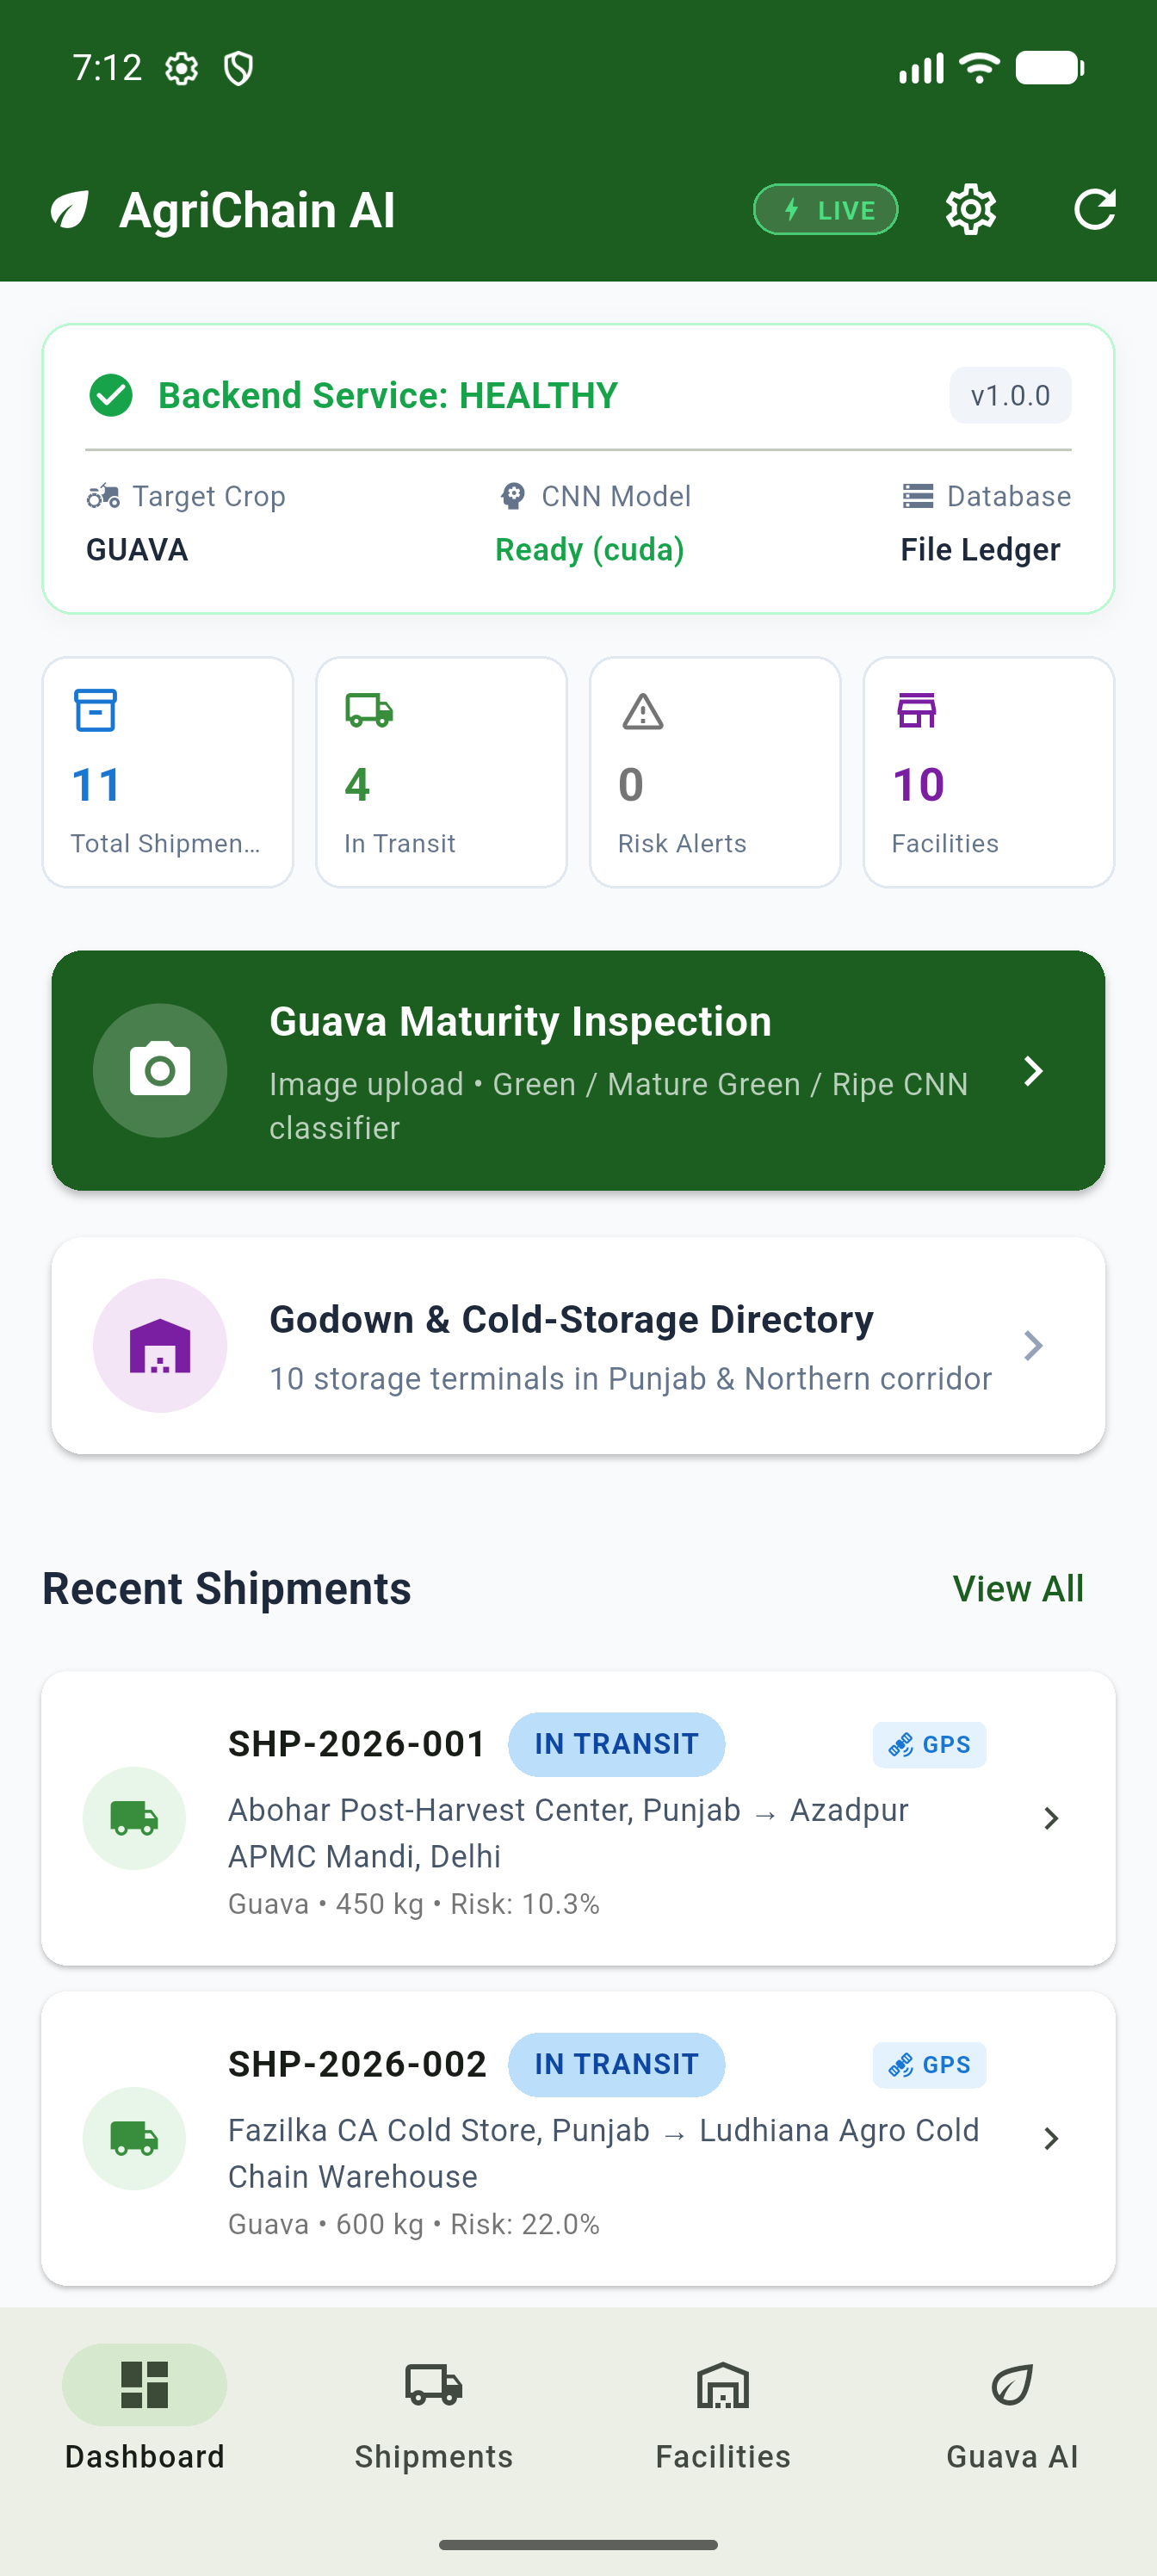 7:12
AgriChain AI
LIVE
Backend Service: HEALTHY
v1.0.0
Target Crop
CNN Model
Database
GUAVA
Ready (cuda)
File Ledger
11
4
0
10
Total Shipmen…
In Transit
Risk Alerts
Facilities
Guava Maturity Inspection
Image upload • Green / Mature Green / Ripe CNN
classifier
Godown & Cold-Storage Directory
10 storage terminals in Punjab & Northern corridor
Recent Shipments
View All
SHP-2026-001
IN TRANSIT
GPS
Abohar Post-Harvest Center, Punjab → Azadpur
APMC Mandi, Delhi
Guava • 450 kg • Risk: 10.3%
SHP-2026-002
IN TRANSIT
GPS
Fazilka CA Cold Store, Punjab → Ludhiana Agro Cold
Chain Warehouse
Guava • 600 kg • Risk: 22.0%
Dashboard
Shipments
Facilities
Guava AI